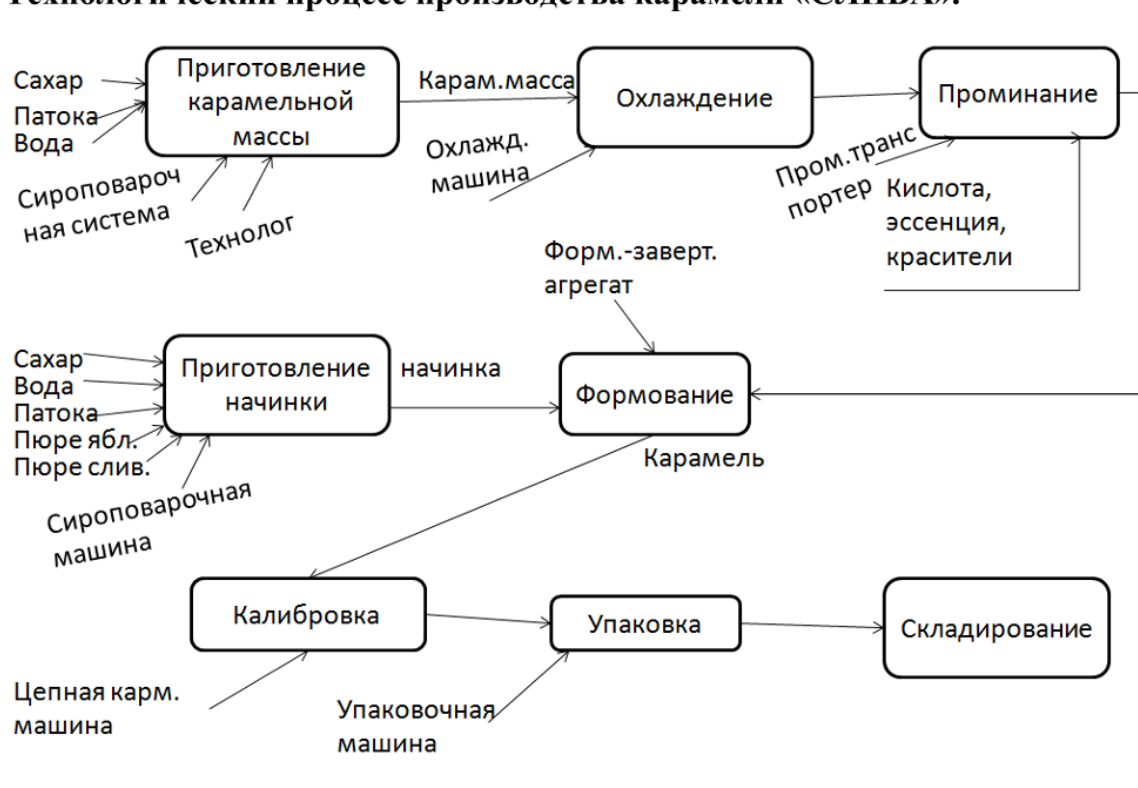 Технологический процесс производства карамели «СЛИВА».
Сахар
Патока
Вода
Приготовление
карамельной
массы
Сироповароч
ная система
Технолог
Карам.масса
Охлаждение
Охлажд.
машина
Проминание
Пром.транс
портер
Кислота,
эссенция,
красители
Форм.-заверт.
агрегат
Сахар
Вода
Патока
Пюре ябл.
Пюре слив.
Приготовление
начинки
начинка
Сироповарочная
машина
Формование
Карамель
Калибровка
Упаковка
Складирование
Цепная карм.
машина
Упаковочная
машина